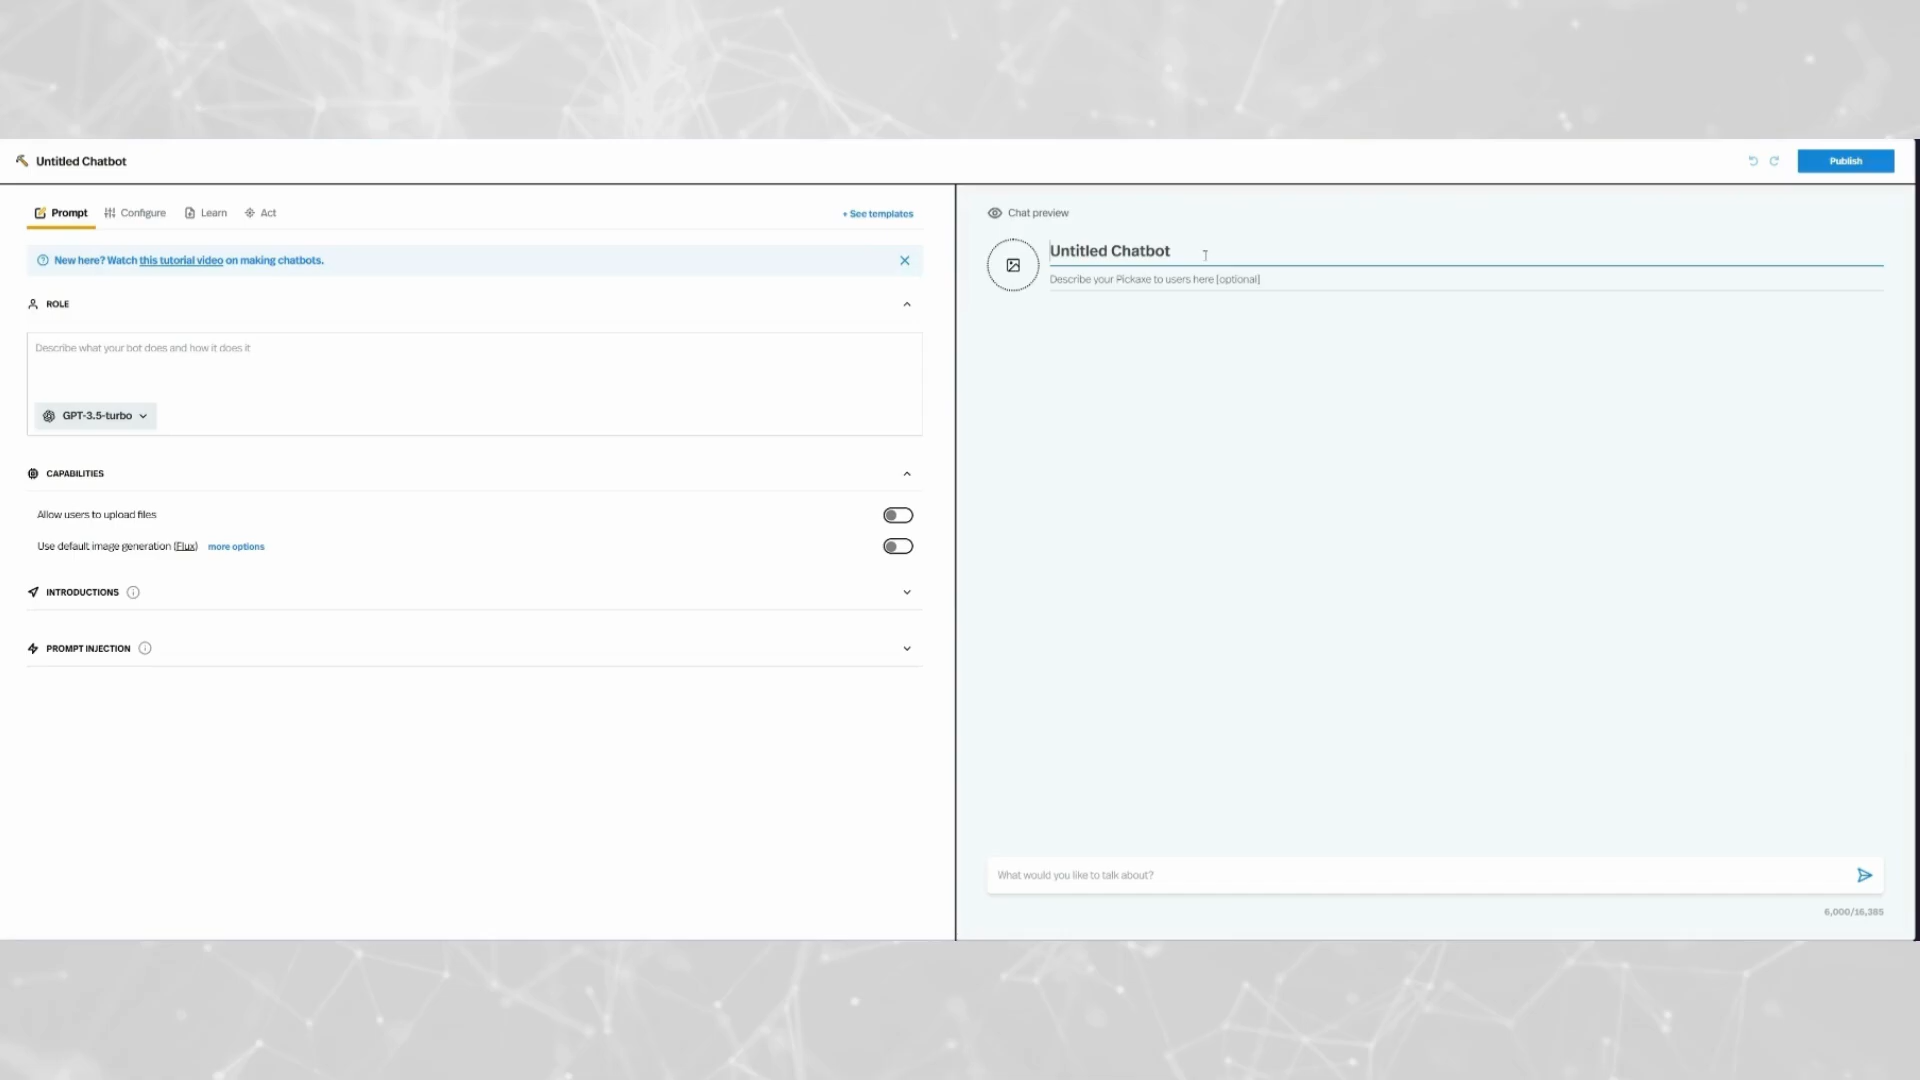 Untitled Chatbot
Publish
Prompt
Configure
Learn
Act
+ See templates
New here? Watch this tutorial video on making chatbots.
ROLE
Describe what your bot does and how it does it
GPT-3.5-turbo
CAPABILITIES
Allow users to upload files
Use default image generation (Flux) more options
INTRODUCTIONS
PROMPT INJECTION
Chat preview
Untitled Chatbot
Describe your Pickaxe to users here [optional]
What would you like to talk about?
6,000/16,385